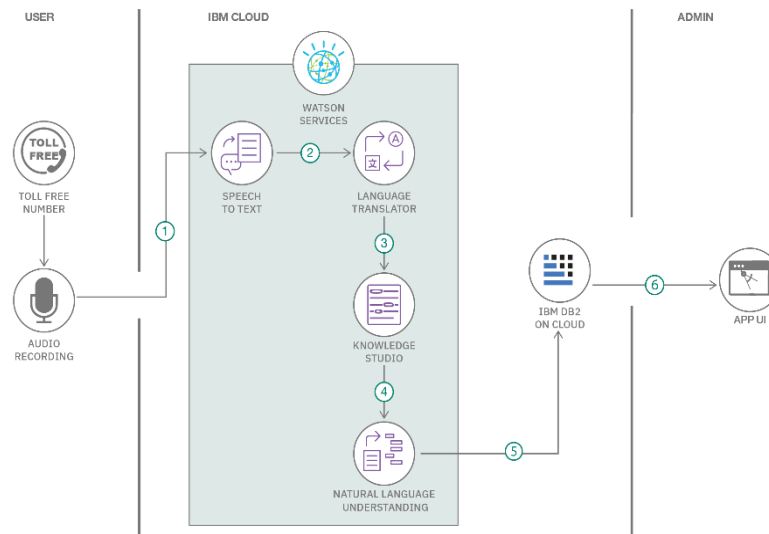 USER
IBM CLOUD
ADMIN
WATSON
SERVICES
TOLL
FREE
TOLL FREE
NUMBER
SPEECH
TO TEXT
2
A
文
LANGUAGE
TRANSLATOR
1
3
AUDIO
RECORDING
KNOWLEDGE
STUDIO
IBM DB2
ON CLOUD
6
APP UI
4
5
NATURAL LANGUAGE
UNDERSTANDING